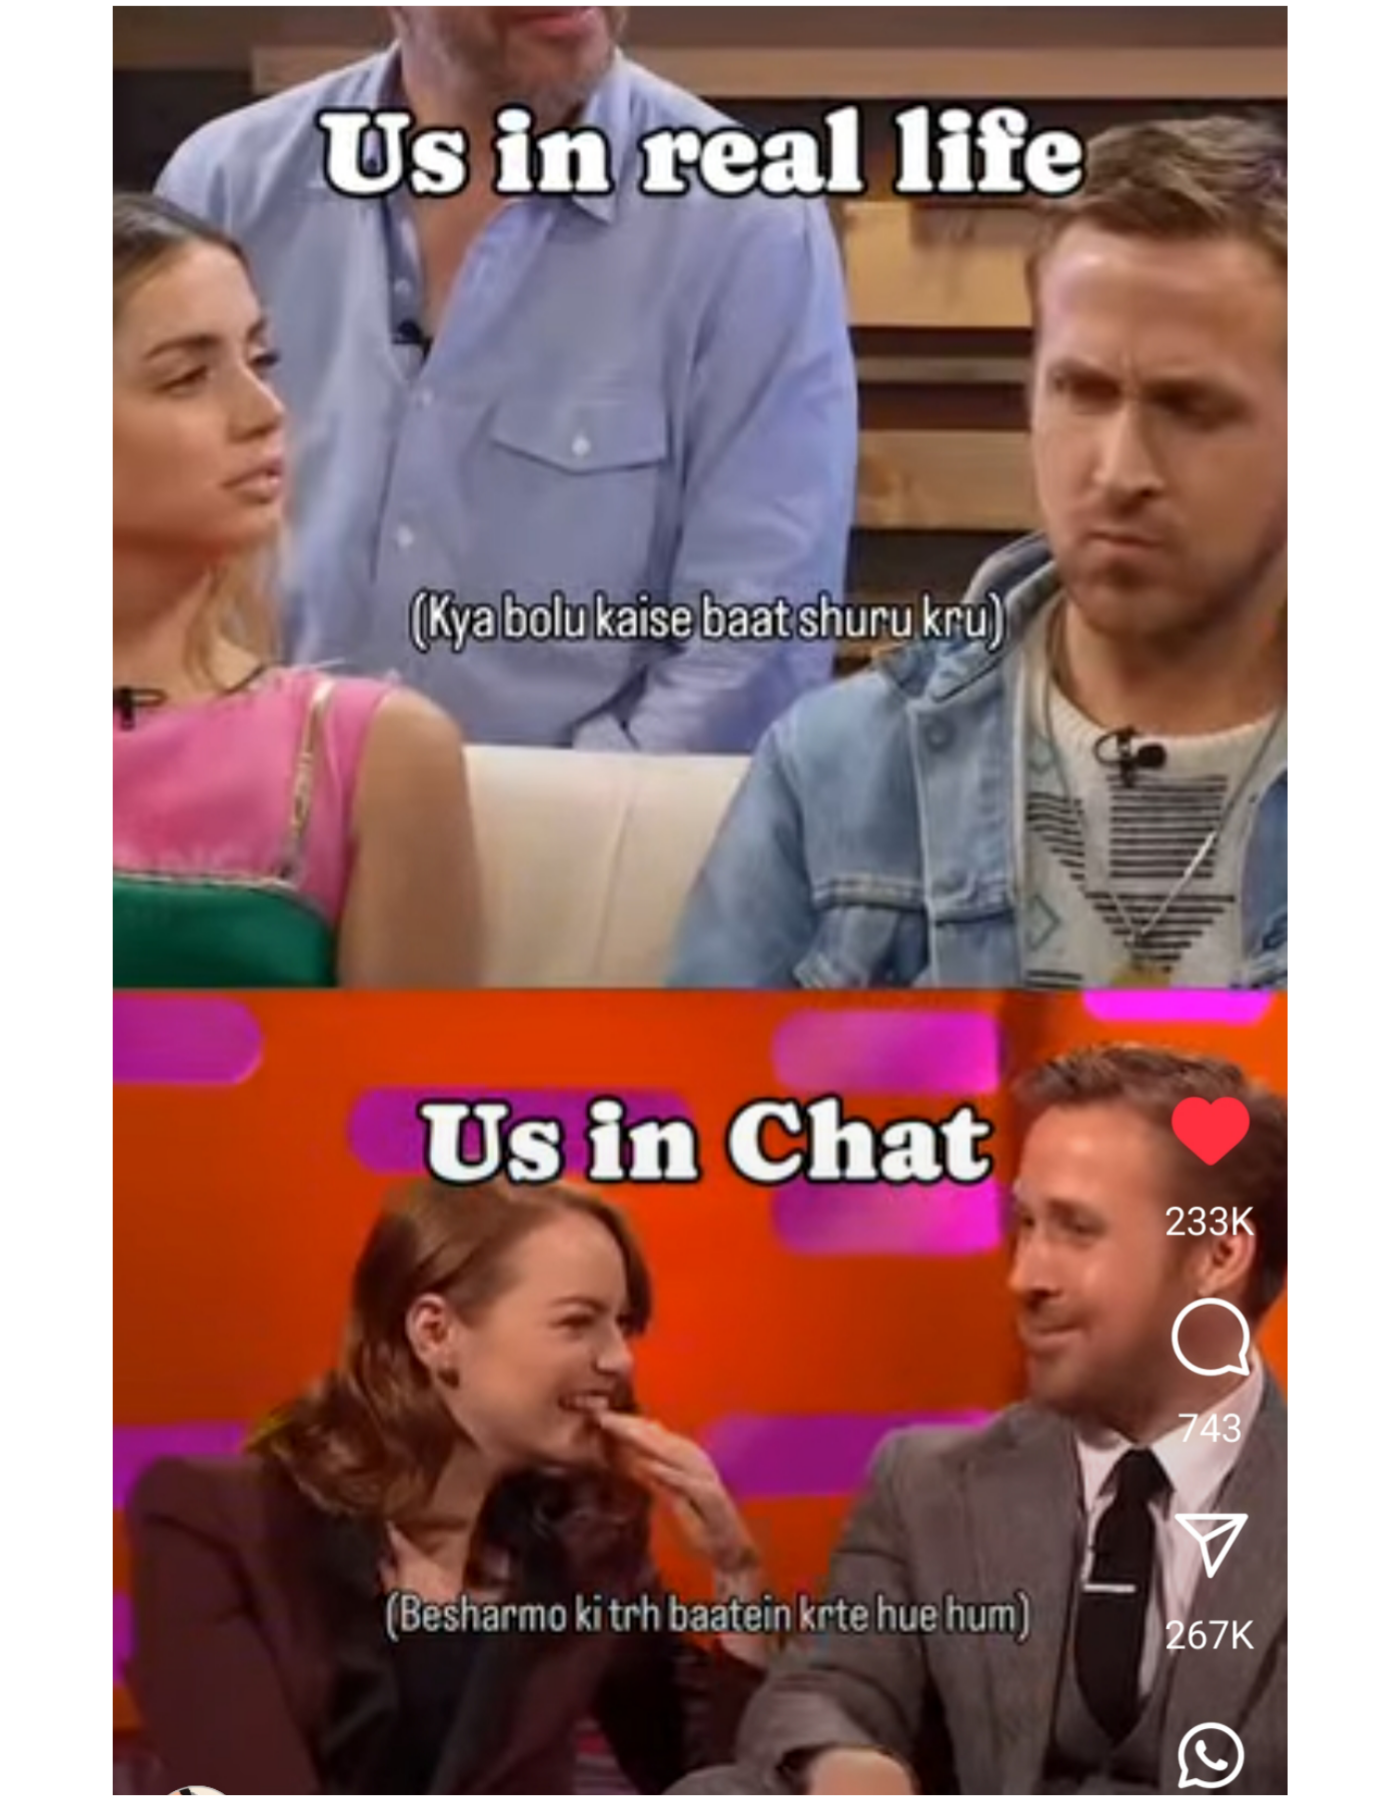 Us in real life
(Kya bolu kaise baat shuru kru)
Us in Chat
233K
743
(Besharmo ki trh baatein krte hue hum)
267K